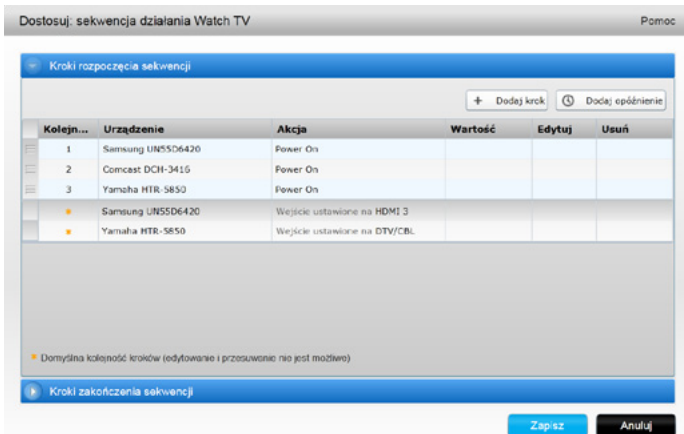 Dostosuj: sekwencja działania Watch TV Pomoc
Kroki rozpoczęcia sekwencji
+ Dodaj krok Dodaj opóźnienie
Kolejn... Urządzenie Akcja Wartość Edytuj Usuń
1 Samsung UN55D6420 Power On
2 Comcast DCH-3416 Power On
3 Yamaha HTR-5850 Power On
Samsung UN55D6420 Wejście ustawione na HDMI 3
Yamaha HTR-5850 Wejście ustawione na DTV/CBL
Domyślna kolejność kroków (edytowanie i przesuwanie nie jest możliwe)
Kroki zakończenia sekwencji
Zapisz Anuluj